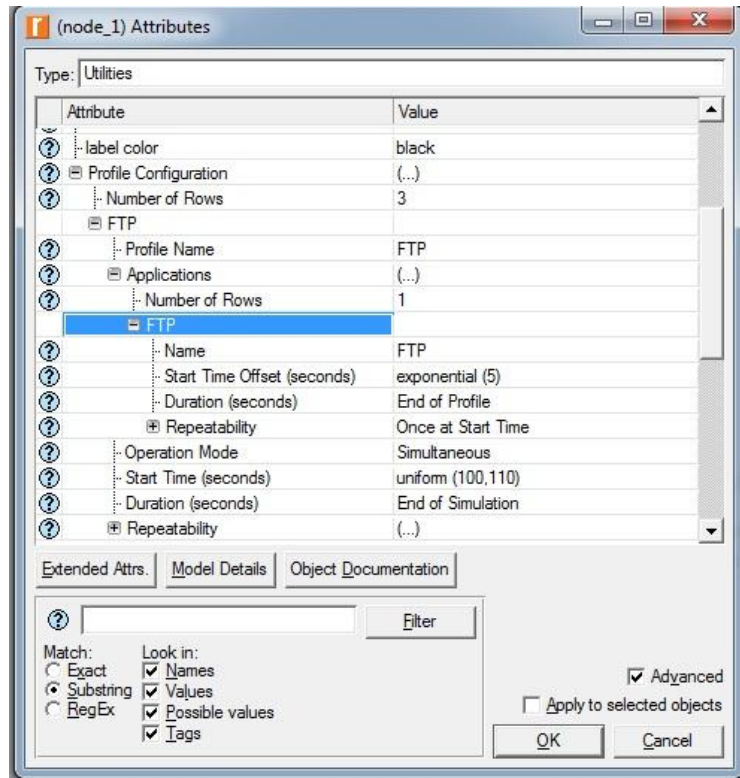 (node_1) Attributes
Type: Utilities
Attribute Value
label color black
Profile Configuration (...)
Number of Rows 3
FTP
Profile Name FTP
Applications (...)
Number of Rows 1
FTP
Name FTP
Start Time Offset (seconds) exponential (5)
Duration (seconds) End of Profile
Repeatability Once at Start Time
Operation Mode Simultaneous
Start Time (seconds) uniform (100,110)
Duration (seconds) End of Simulation
Repeatability (...)
Extended Attrs. Model Details Object Documentation
Filter
Match: Look in:
Exact Names
Substring Values
RegEx Possible values
Tags
Advanced
Apply to selected objects
OK Cancel